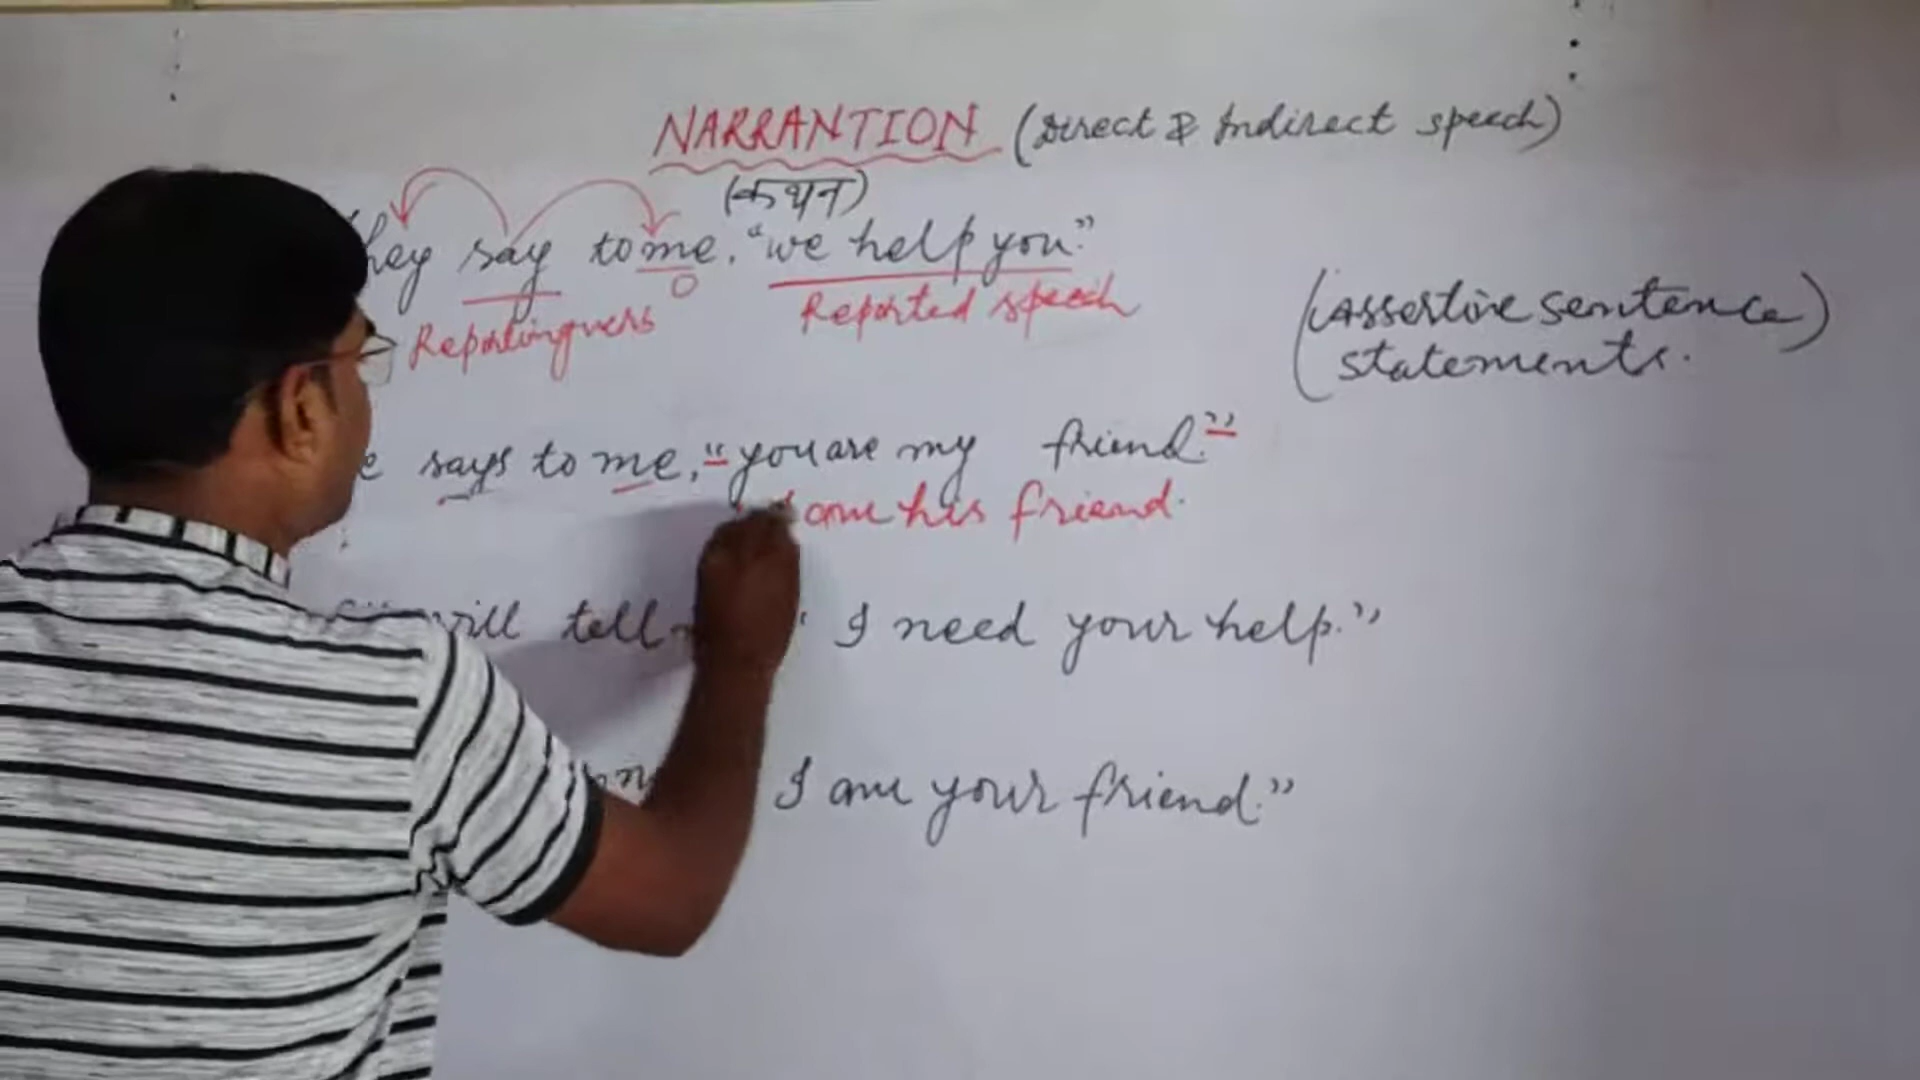 NARRANTION (Direct & Indirect speech)
(कथन)
say to me, "we help you."
O
Reported speech
(Assertive sentence)
statements.
says to me, "you are my friend."
am his friend.
will tell I need your help."
I am your friend."